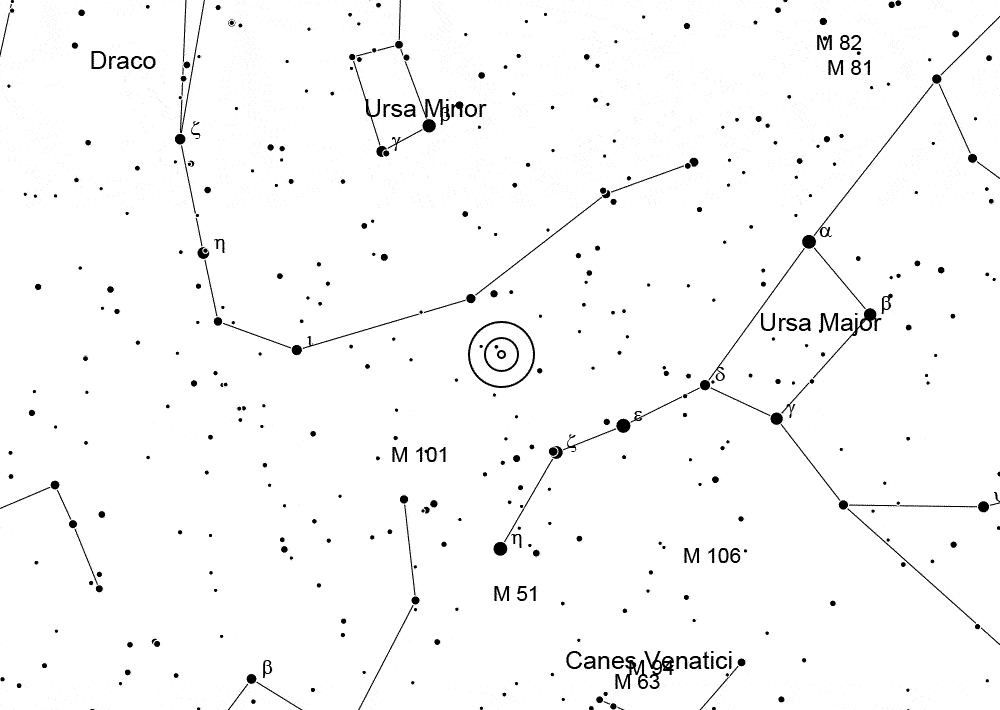 M 82
Draco
M 81
Ursa Minor
β
ζ
γ
α
η
β
Ursa Major
ι
δ
γ
ε
ζ
M 101
ι
η
M 106
M 51
Canes Venatici
β
M 94
M 63